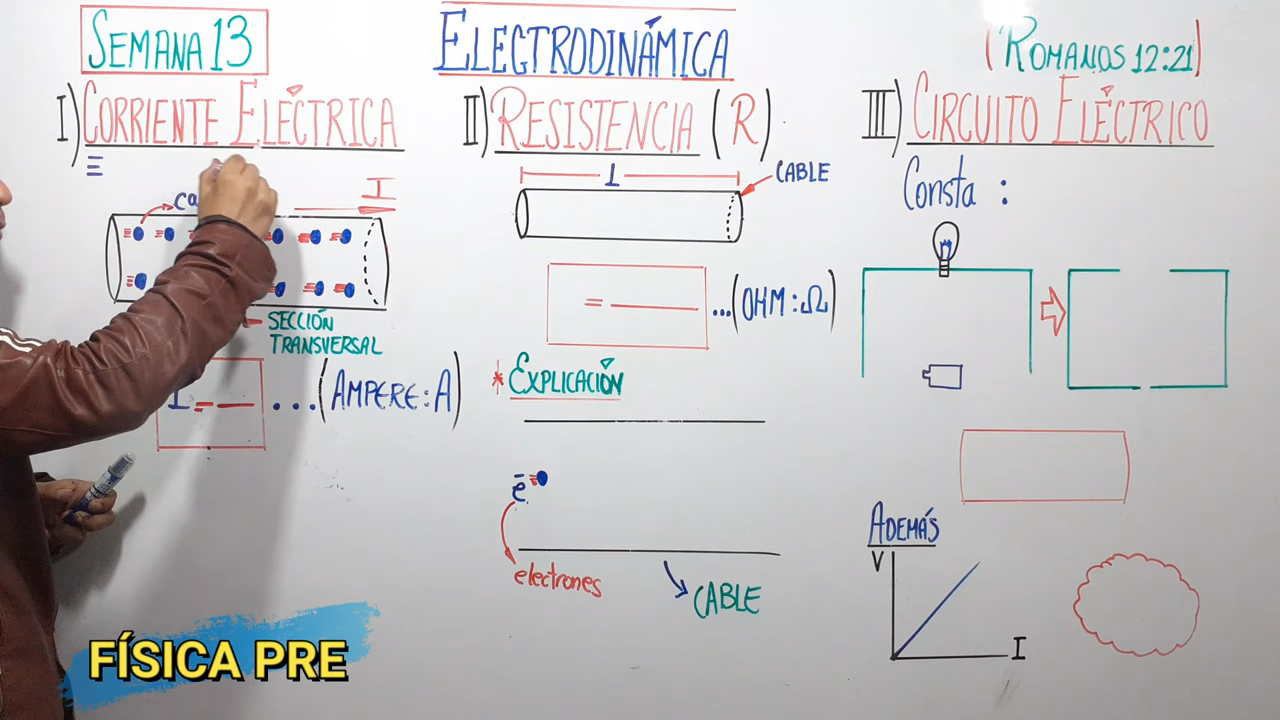 SEMANA 13
ELECTRODINÁMICA
(ROMANOS 12:21)
I) CORRIENTE ELÉCTRICA
≡
I
SECCIÓN
TRANSVERSAL
I = — ...(AMPERE: A)
II) RESISTENCIA (R)
L
CABLE
= — ...(OHM: Ω)
* EXPLICACIÓN
ē
electrones
CABLE
III) CIRCUITO ELÉCTRICO
Consta :
ADEMÁS
V
I
FÍSICA PRE